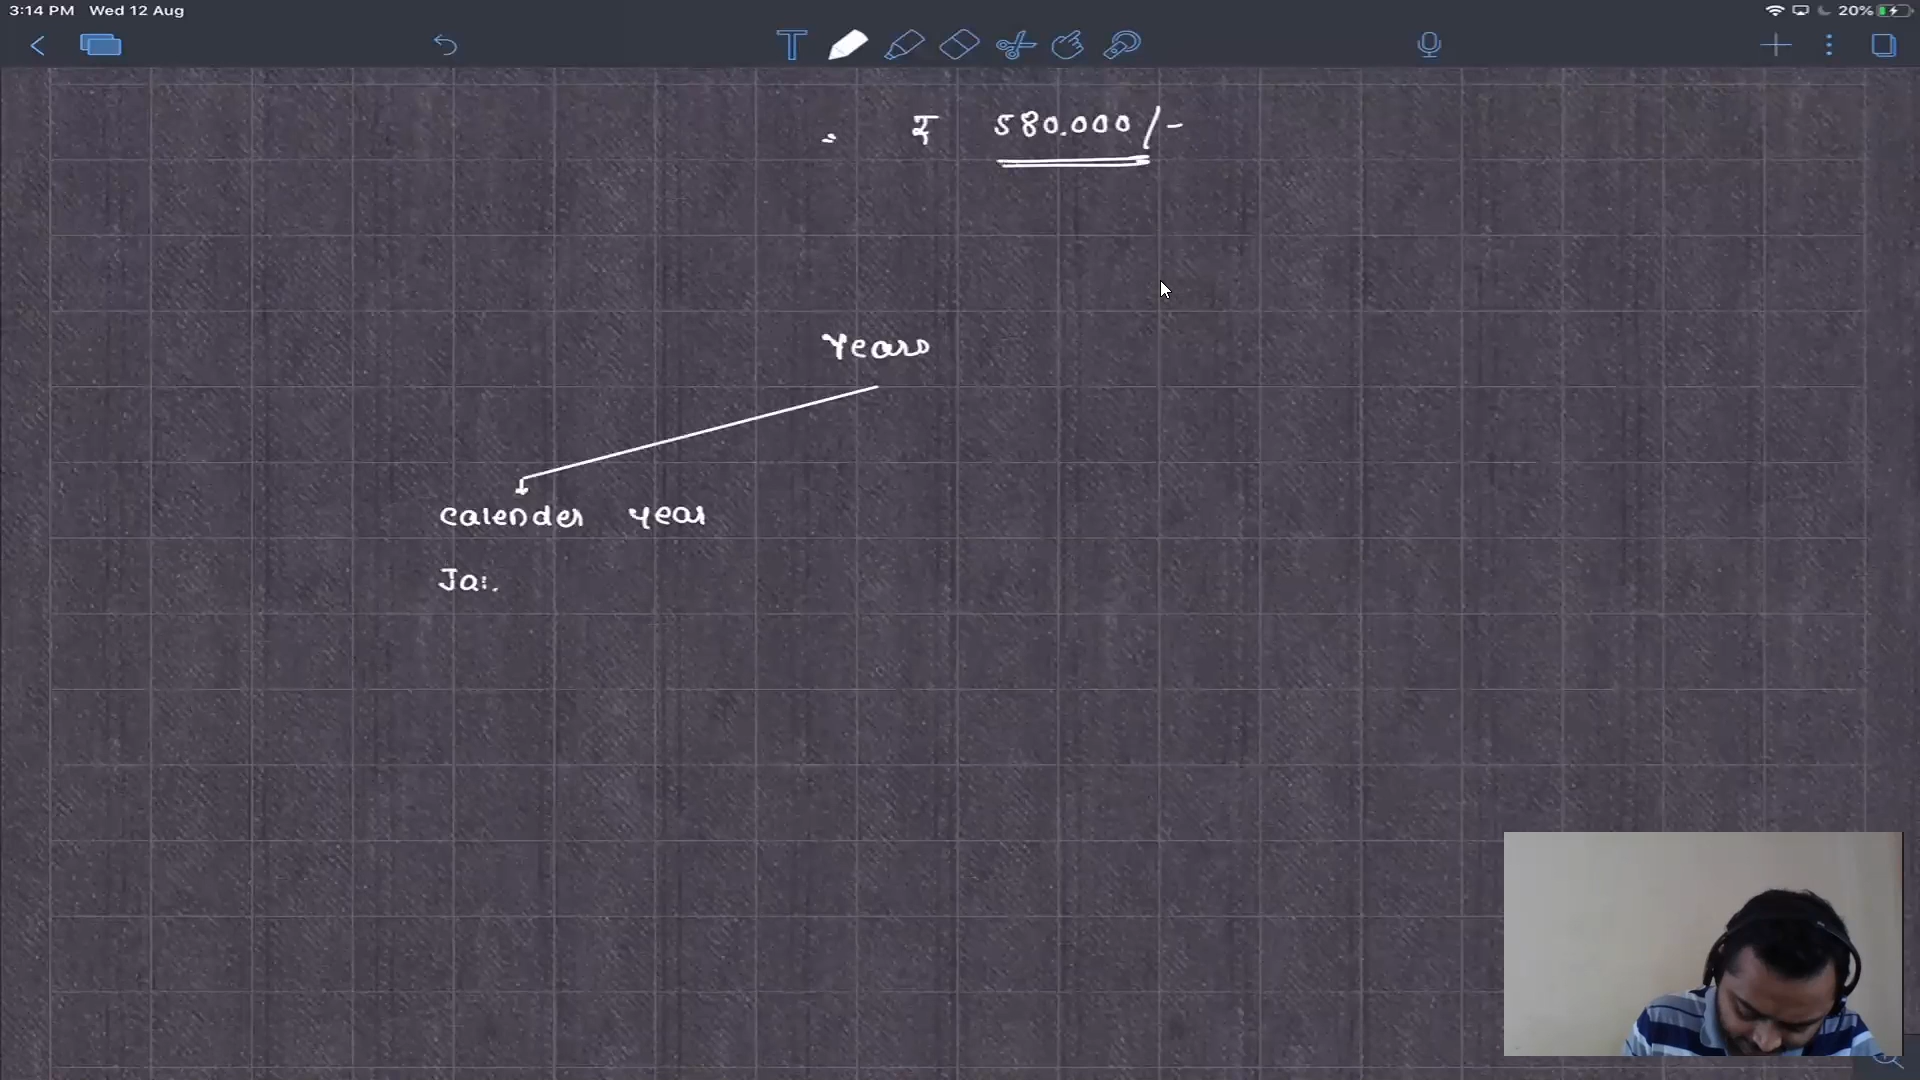 3:14 PM Wed 12 Aug
20%
T
= ₹ 580.000/-
Years
calender year
Ja